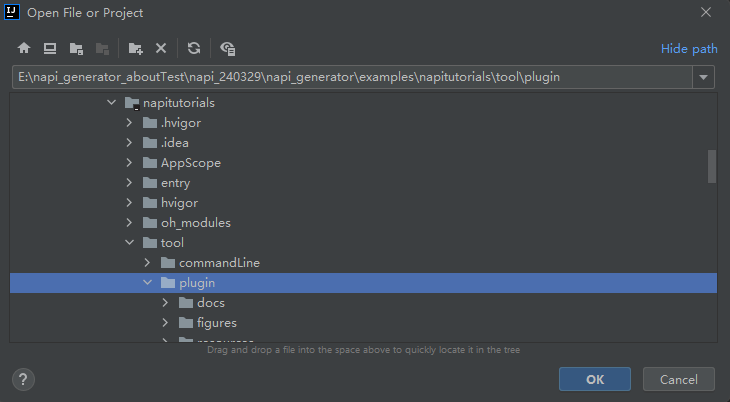 IJ Open File or Project
Hide path
E:\napi_generator_aboutTest\napi_240329\napi_generator\examples\napitutorials\tool\plugin
napitutorials
.hvigor
.idea
AppScope
entry
hvigor
oh_modules
tool
commandLine
plugin
docs
figures
Drag and drop a file into the space above to quickly locate it in the tree
? OK Cancel